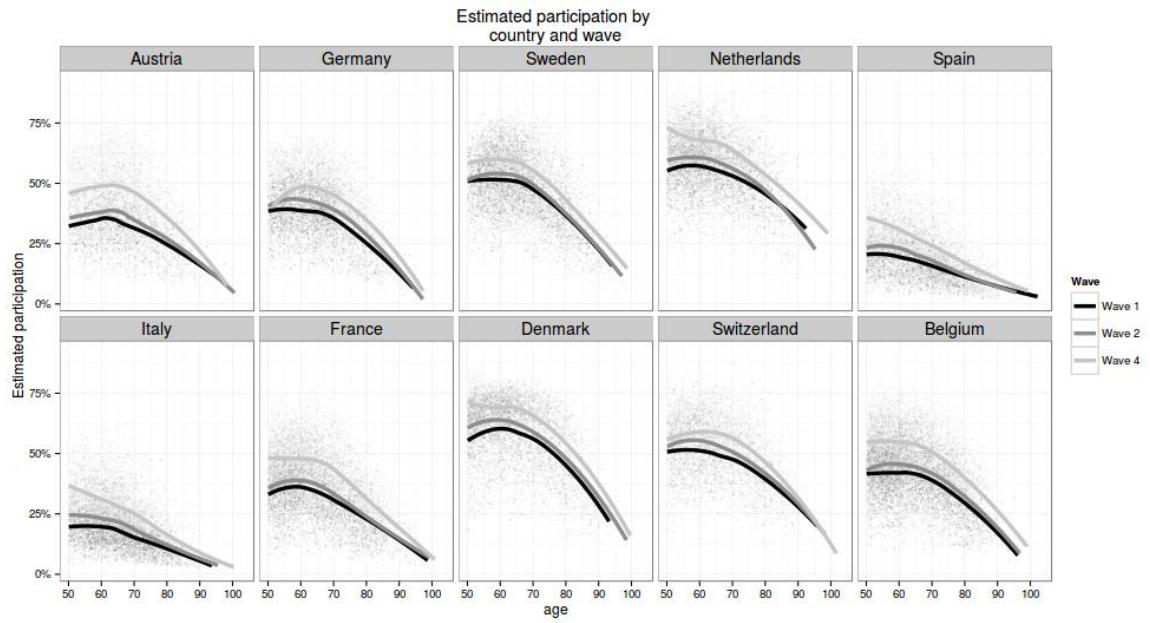 Estimated participation by
country and wave
Austria Germany Sweden Netherlands Spain
75%
50%
25%
0%
Italy France Denmark Switzerland Belgium
75%
50%
25%
0%
50 60 70 80 90 100 50 60 70 80 90 100 50 60 70 80 90 100 50 60 70 80 90 100 50 60 70 80 90 100
age
Estimated participation
Wave
Wave 1
Wave 2
Wave 4